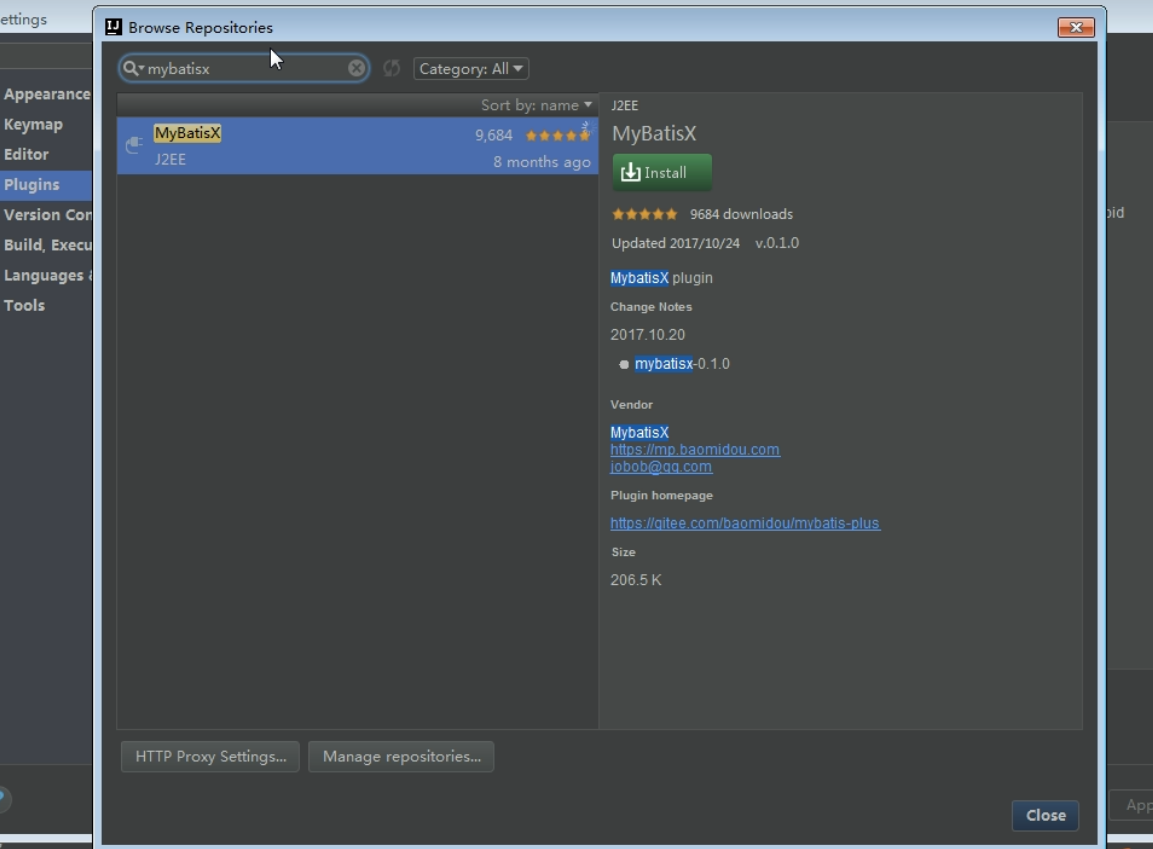 ettings
Browse Repositories
mybatisx
Category: All
Appearance
Keymap
Editor
Plugins
Version Con
Build, Execu
Languages &
Tools
Sort by: name
MyBatisX
9,684
J2EE
8 months ago
J2EE
MyBatisX
Install
9684 downloads
Updated 2017/10/24 v.0.1.0
MybatisX plugin
Change Notes
2017.10.20
mybatisx-0.1.0
Vendor
MybatisX
https://mp.baomidou.com
jobob@qq.com
Plugin homepage
https://gitee.com/baomidou/mybatis-plus
Size
206.5 K
oid
HTTP Proxy Settings...
Manage repositories...
Close
App